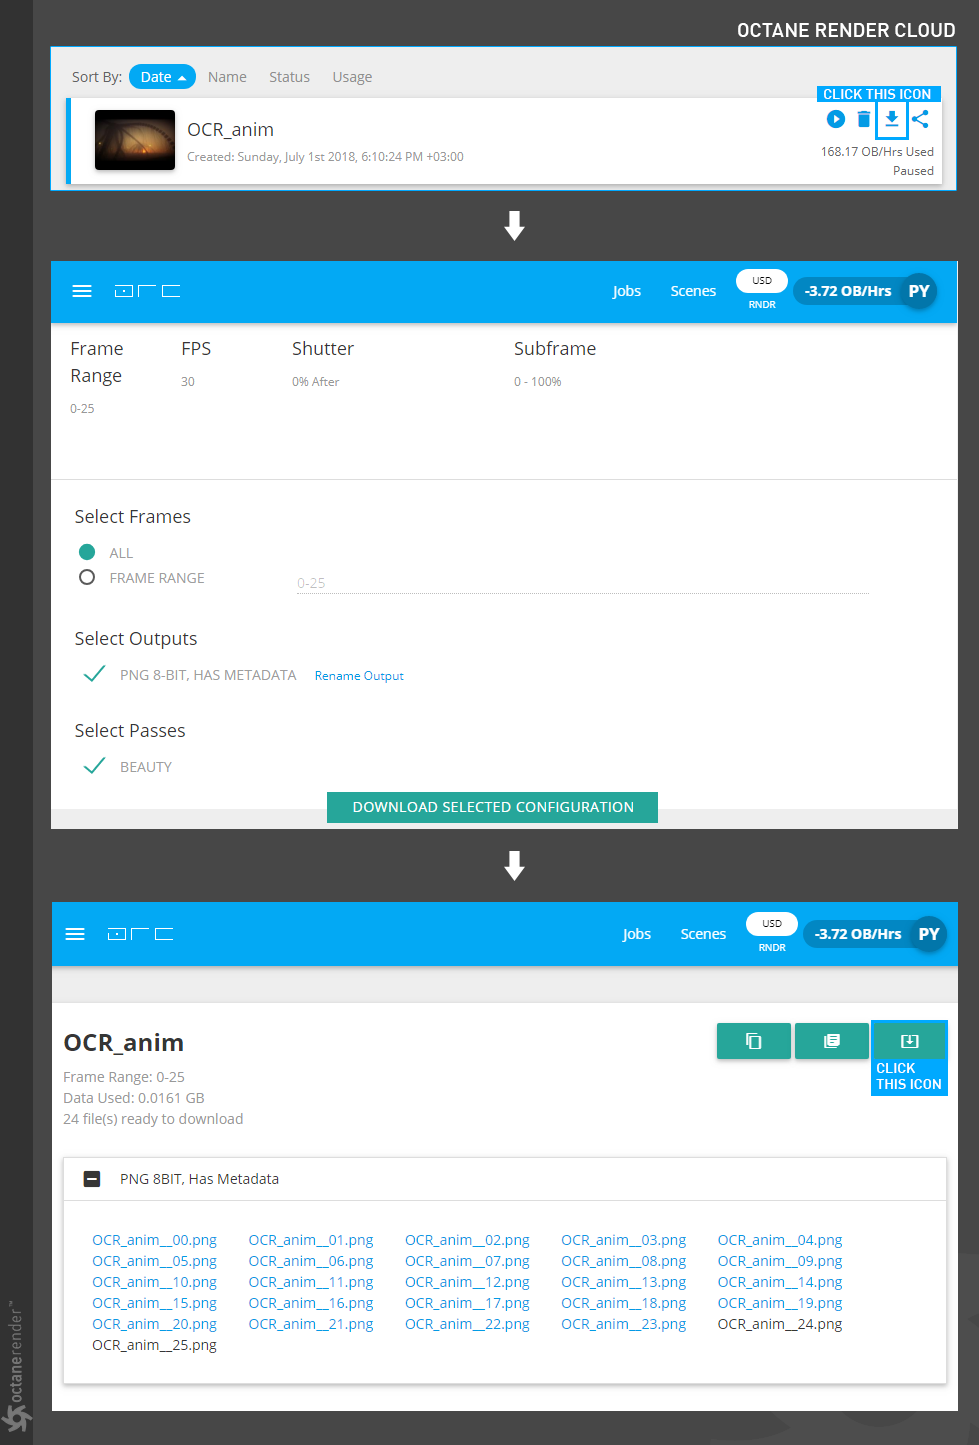 OCTANE RENDER CLOUD
Sort By: Date Name Status Usage
CLICK THIS ICON
OCR_anim
Created: Sunday, July 1st 2018, 6:10:24 PM +03:00
168.17 OB/Hrs Used
Paused
orc Jobs Scenes USD -3.72 OB/Hrs PY
RNDR
Frame Range FPS Shutter Subframe
0-25 30 0% After 0 - 100%
Select Frames
ALL
FRAME RANGE 0-25
Select Outputs
PNG 8-BIT, HAS METADATA Rename Output
Select Passes
BEAUTY
DOWNLOAD SELECTED CONFIGURATION
orc Jobs Scenes USD -3.72 OB/Hrs PY
RNDR
OCR_anim
CLICK
THIS ICON
Frame Range: 0-25
Data Used: 0.0161 GB
24 file(s) ready to download
PNG 8BIT, Has Metadata
OCR_anim__00.png OCR_anim__01.png OCR_anim__02.png OCR_anim__03.png OCR_anim__04.png
OCR_anim__05.png OCR_anim__06.png OCR_anim__07.png OCR_anim__08.png OCR_anim__09.png
OCR_anim__10.png OCR_anim__11.png OCR_anim__12.png OCR_anim__13.png OCR_anim__14.png
OCR_anim__15.png OCR_anim__16.png OCR_anim__17.png OCR_anim__18.png OCR_anim__19.png
OCR_anim__20.png OCR_anim__21.png OCR_anim__22.png OCR_anim__23.png OCR_anim__24.png
OCR_anim__25.png
octanerender™